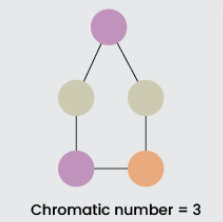 Chromatic number = 3